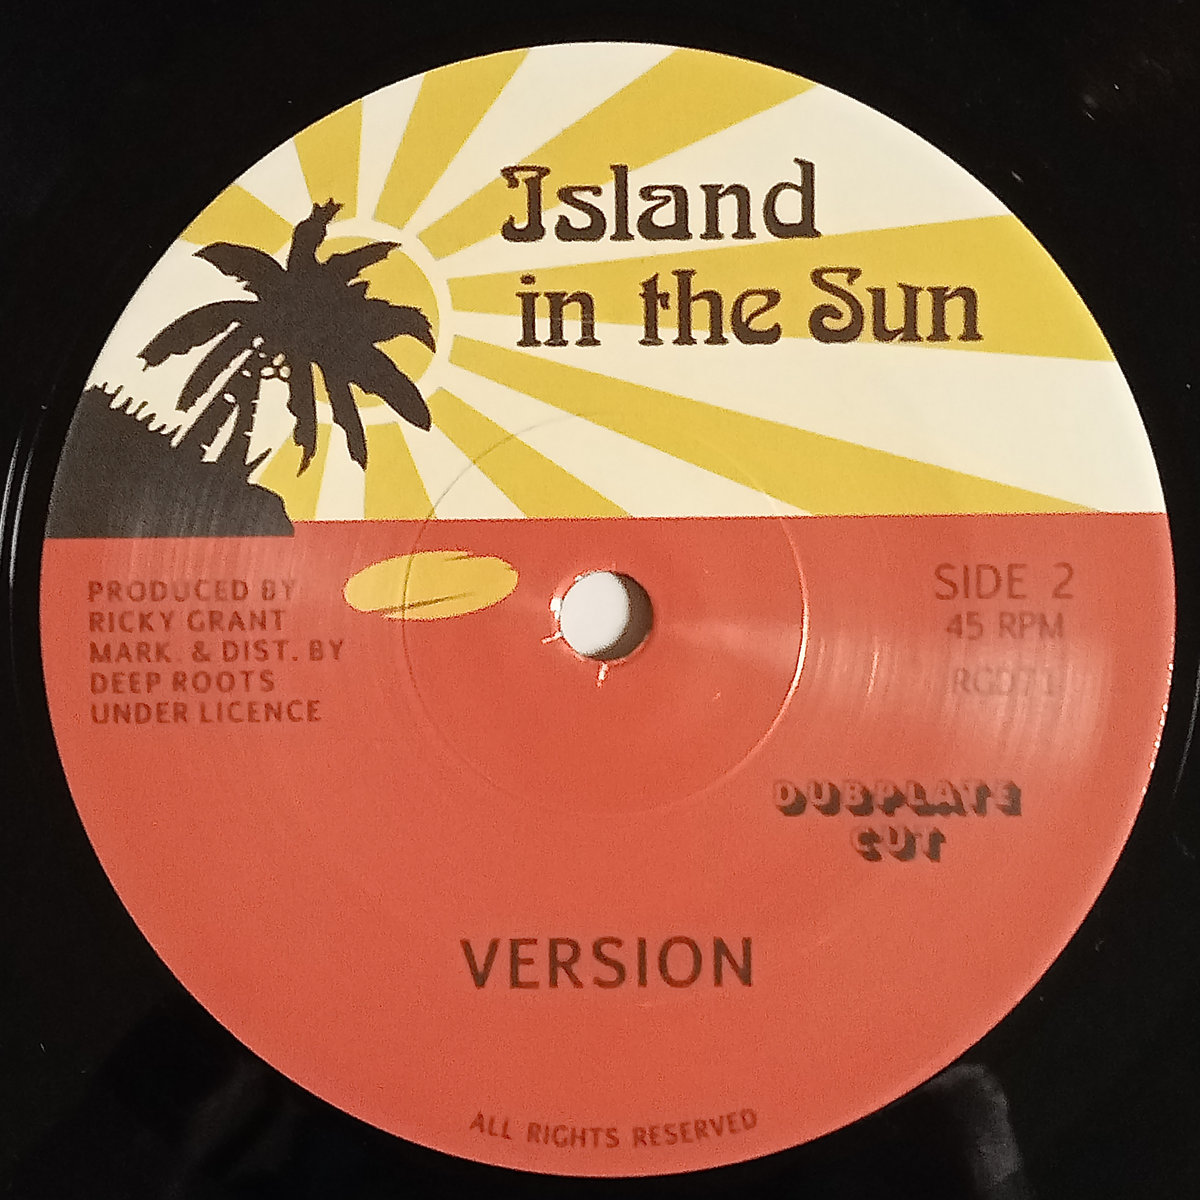 Island
in the Sun
PRODUCED BY
RICKY GRANT
MARK. & DIST. BY
DEEP ROOTS
UNDER LICENCE
SIDE 2
45 RPM
RGD71
DUBPLATE
CUT
VERSION
ALL RIGHTS RESERVED